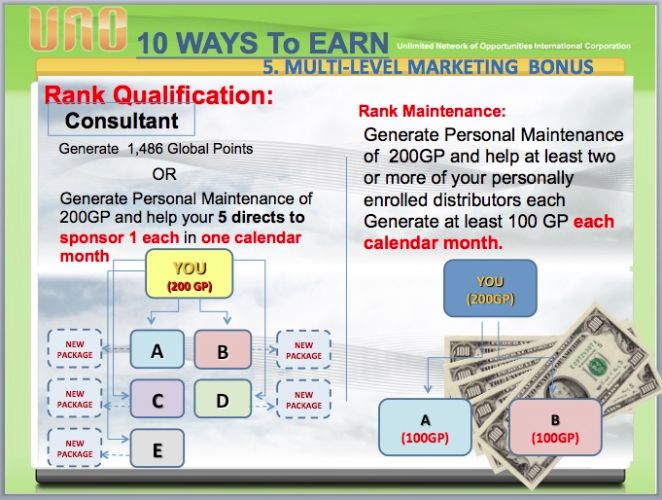 UNO
10 WAYS To EARN
Unlimited Network of Opportunities International Corporation
5. MULTI-LEVEL MARKETING BONUS
Rank Qualification:
Consultant
Generate 1,486 Global Points
OR
Generate Personal Maintenance of
200GP and help your 5 directs to
sponsor 1 each in one calendar
month
YOU
(200 GP)
NEW
PACKAGE
A
B
NEW
PACKAGE
NEW
PACKAGE
C
D
NEW
PACKAGE
NEW
PACKAGE
E
Rank Maintenance:
Generate Personal Maintenance
of 200GP and help at least two
or more of your personally
enrolled distributors each
Generate at least 100 GP each
calendar month.
YOU
(200GP)
A
(100GP)
B
(100GP)